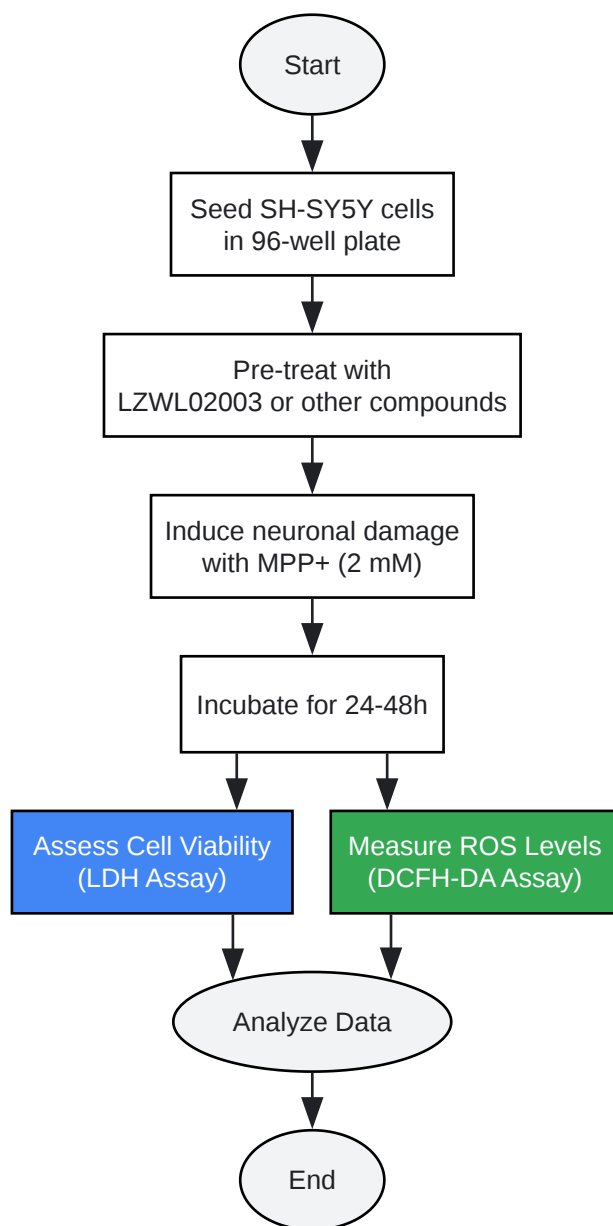 Start
Seed SH-SY5Y cells
in 96-well plate
Pre-treat with
LZWL02003 or other compounds
Induce neuronal damage
with MPP+ (2 mM)
Incubate for 24-48h
Assess Cell Viability
(LDH Assay)
Measure ROS Levels
(DCFH-DA Assay)
Analyze Data
End